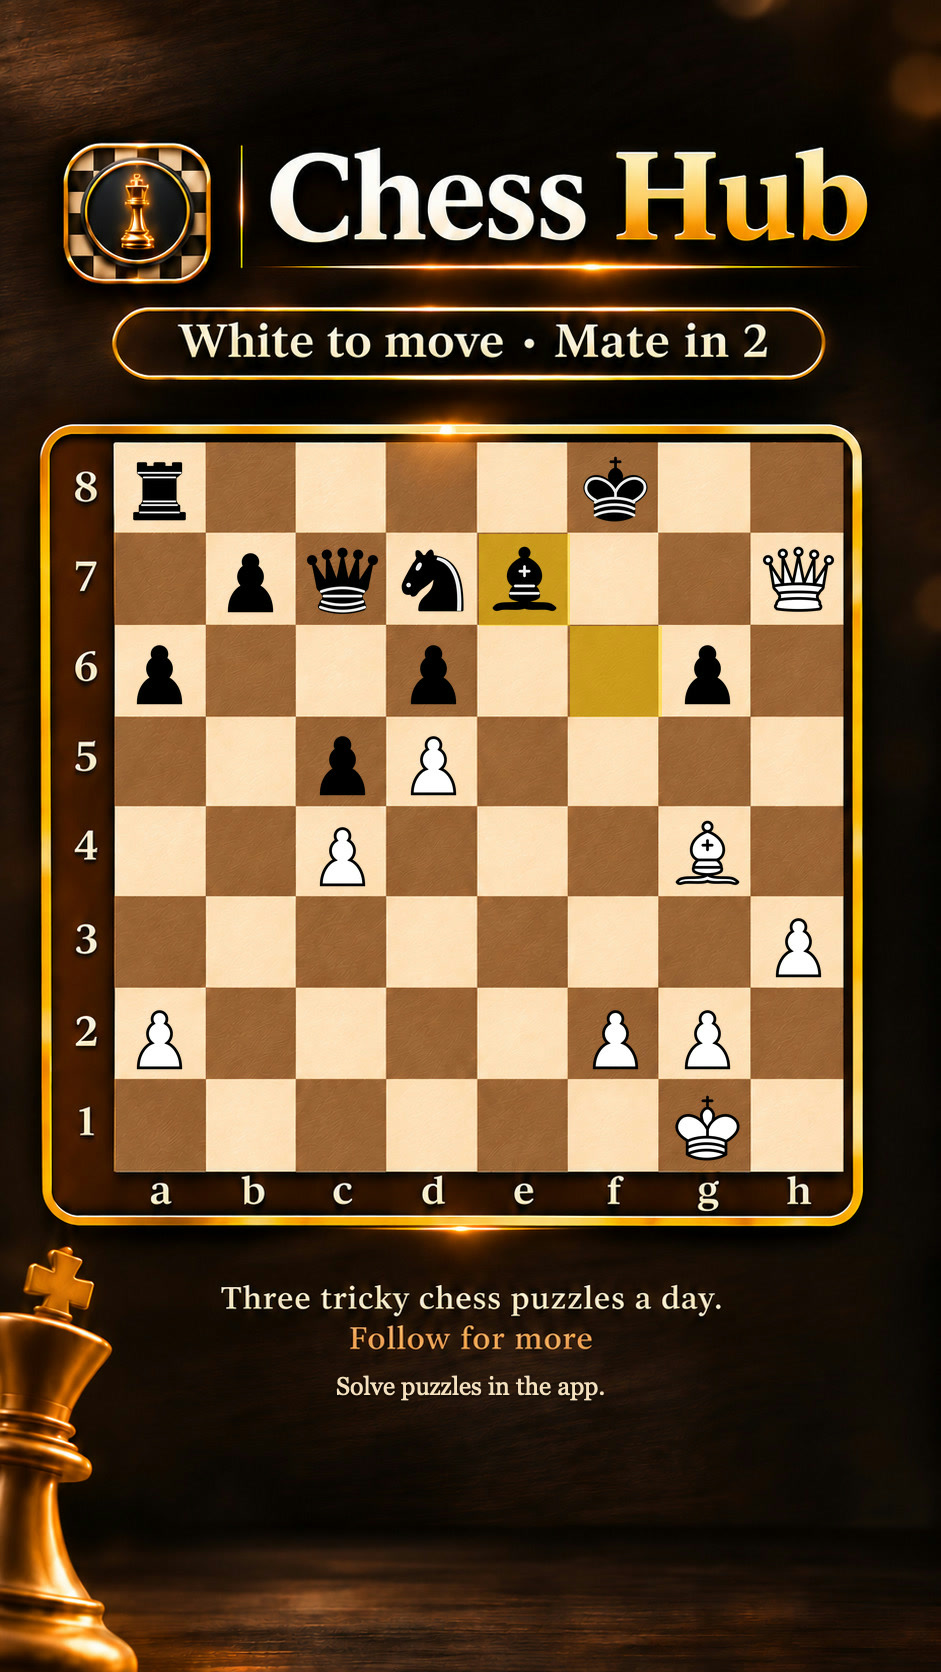 Chess Hub
White to move • Mate in 2
8
7
6
5
4
3
2
1
a b c d e f g h
Three tricky chess puzzles a day.
Follow for more
Solve puzzles in the app.